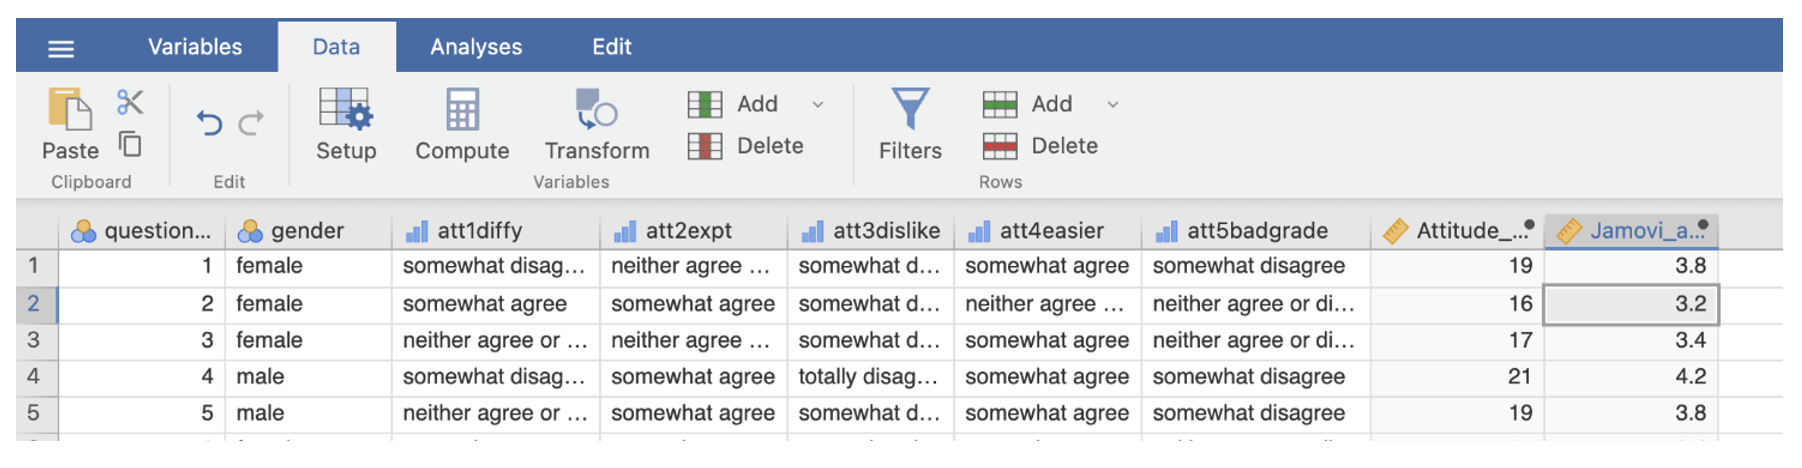 Variables Data Analyses Edit
Add Add
Paste Setup Compute Transform Delete Filters Delete
Clipboard Edit Variables Rows
question... gender att1diffy att2expt att3dislike att4easier att5badgrade Attitude_... Jamovi_a...
1 1 female somewhat disag... neither agree ... somewhat d... somewhat agree somewhat disagree 19 3.8
2 2 female somewhat agree somewhat agree somewhat d... neither agree ... neither agree or di... 16 3.2
3 3 female neither agree or ... neither agree ... somewhat d... somewhat agree neither agree or di... 17 3.4
4 4 male somewhat disag... somewhat agree totally disag... somewhat agree somewhat disagree 21 4.2
5 5 male neither agree or ... somewhat agree somewhat d... somewhat agree somewhat disagree 19 3.8